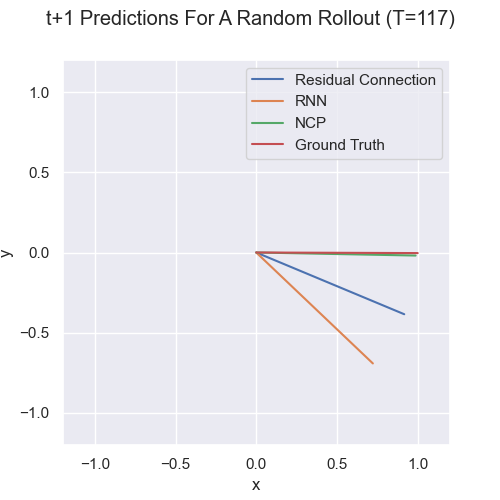 t+1 Predictions For A Random Rollout (T=117)
Residual Connection
RNN
NCP
Ground Truth
1.0
0.5
0.0
−0.5
−1.0
y
−1.0 −0.5 0.0 0.5 1.0
x